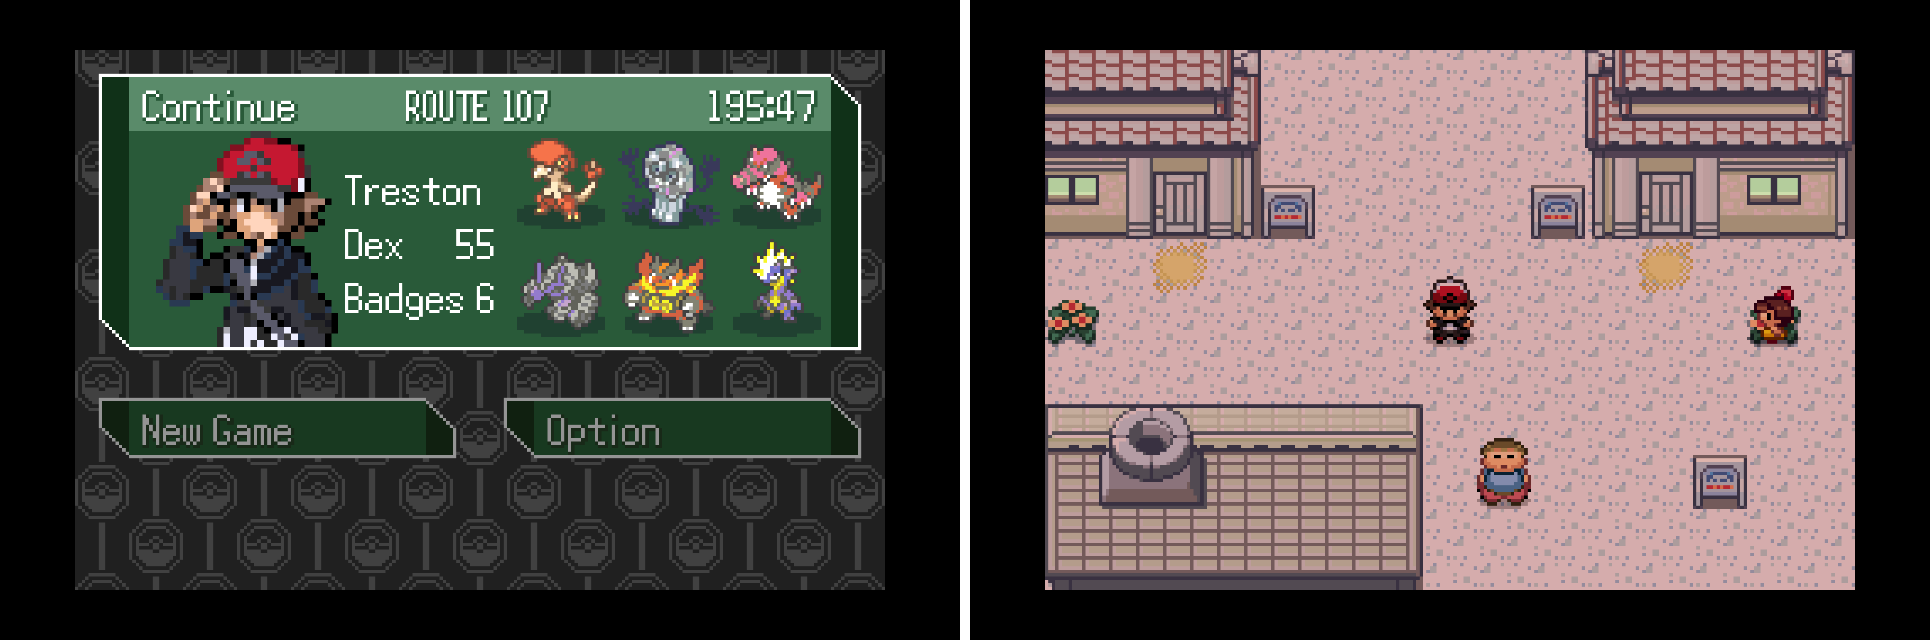 Continue ROUTE 107 195:47
Treston
Dex 55
Badges 6
New Game
Option